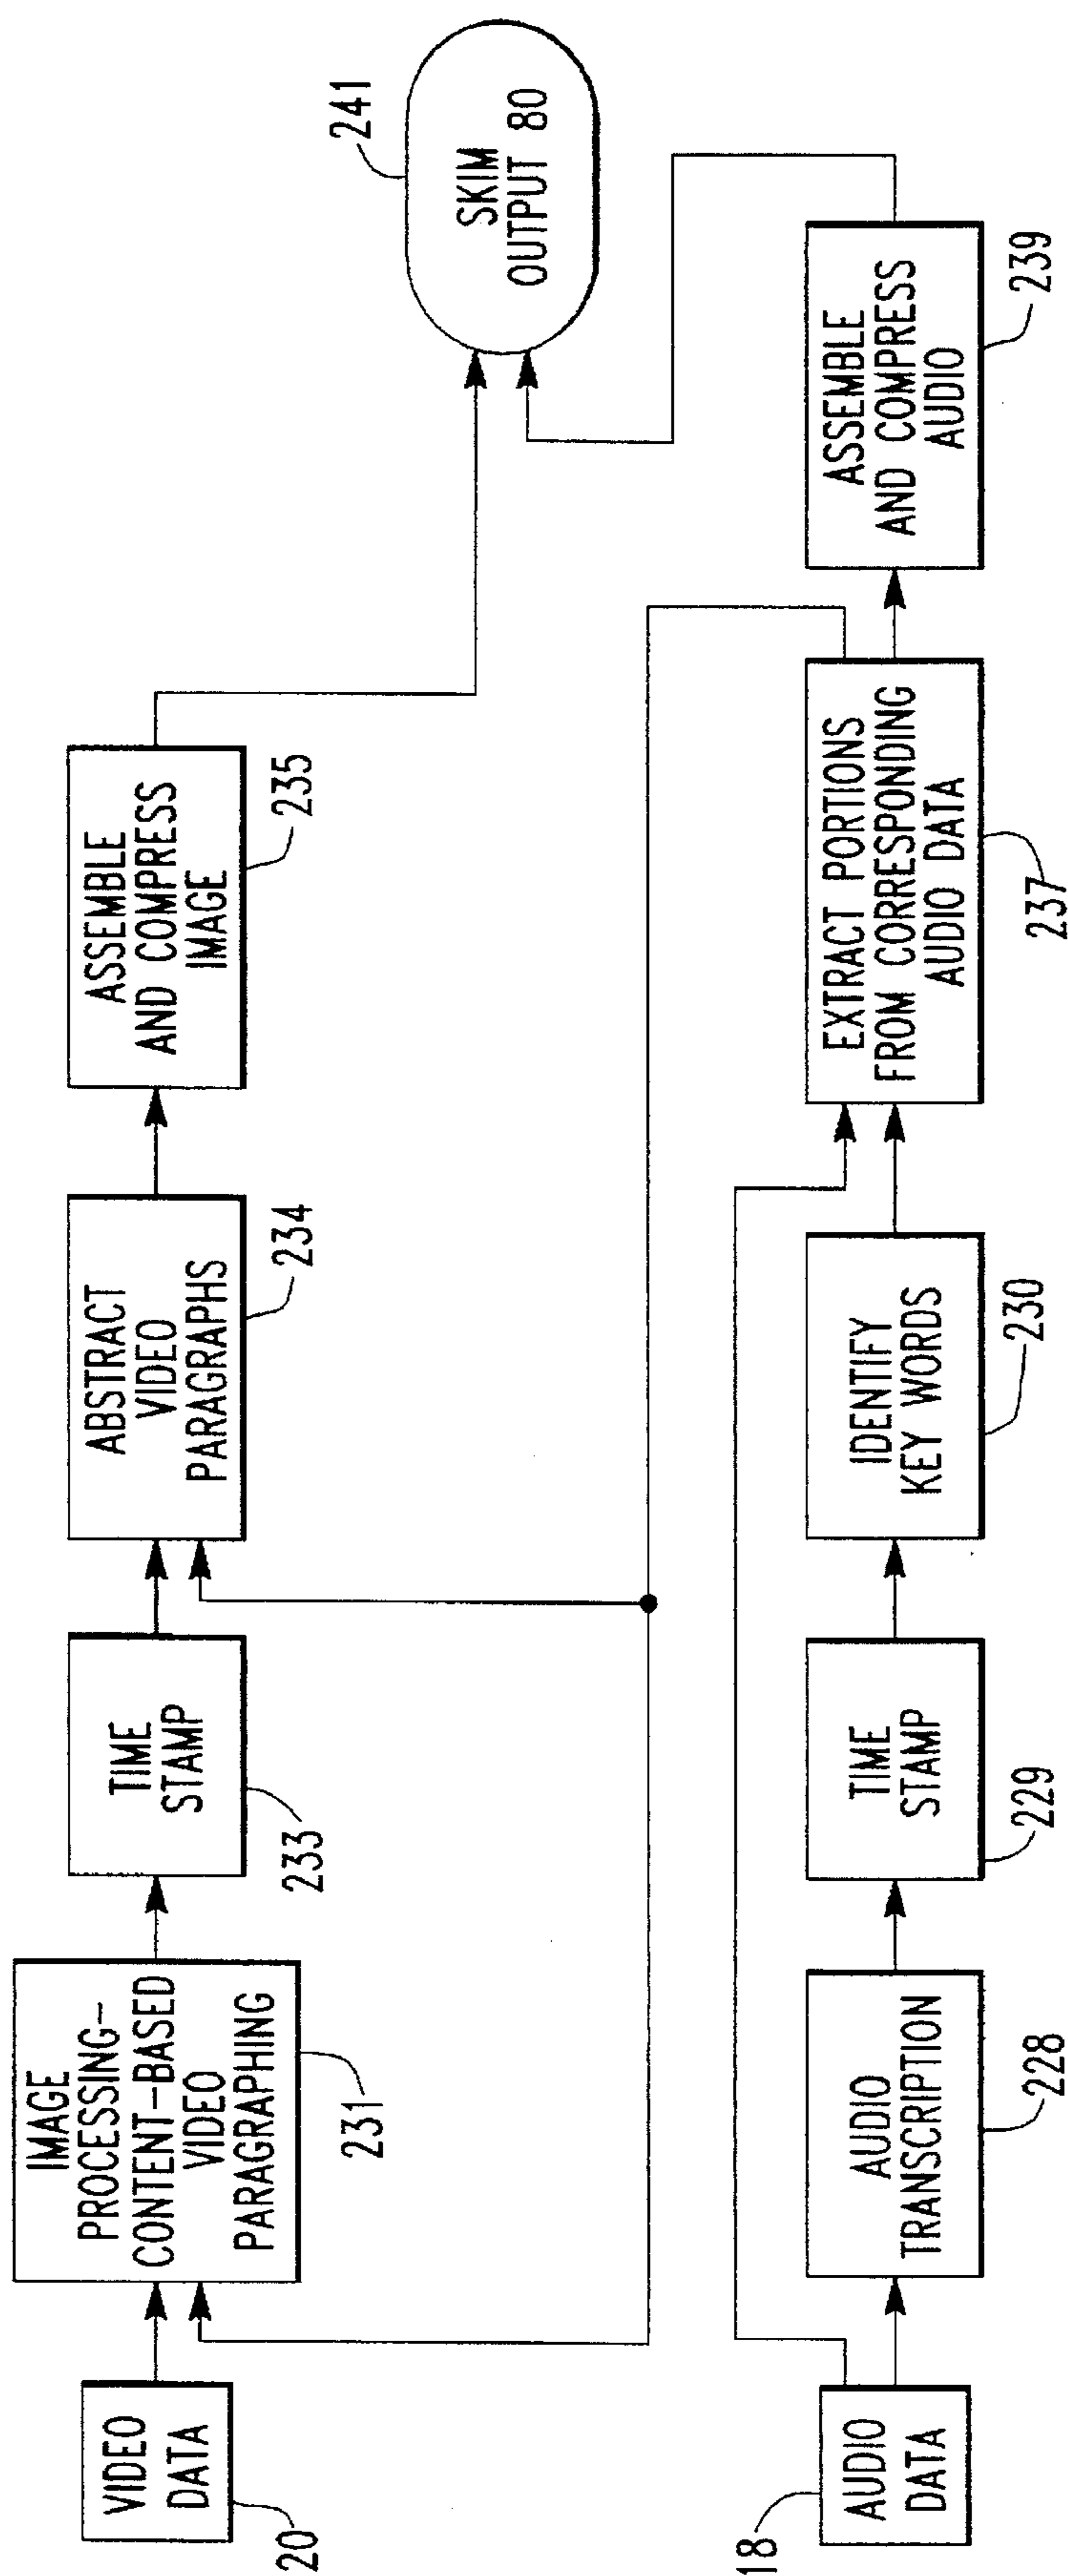 VIDEO
DATA
20
IMAGE
PROCESSING-
CONTENT-BASED
VIDEO
PARAGRAPHING
231
TIME
STAMP
233
ABSTRACT
VIDEO
PARAGRAPHS
234
ASSEMBLE
AND COMPRESS
IMAGE
235
SKIM
OUTPUT 80
241
AUDIO
DATA
18
AUDIO
TRANSCRIPTION
228
TIME
STAMP
229
IDENTIFY
KEY WORDS
230
EXTRACT PORTIONS
FROM CORRESPONDING
AUDIO DATA
237
ASSEMBLE
AND COMPRESS
AUDIO
239